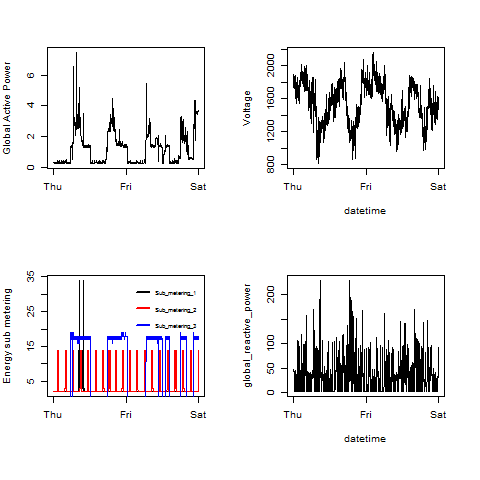 Global Active Power
0 2 4 6
Thu Fri Sat
Voltage
800 1200 1600 2000
Thu Fri Sat
datetime
Energy sub metering
5 15 25 35
Sub_metering_1
Sub_metering_2
Sub_metering_3
Thu Fri Sat
global_reactive_power
0 50 100 200
Thu Fri Sat
datetime